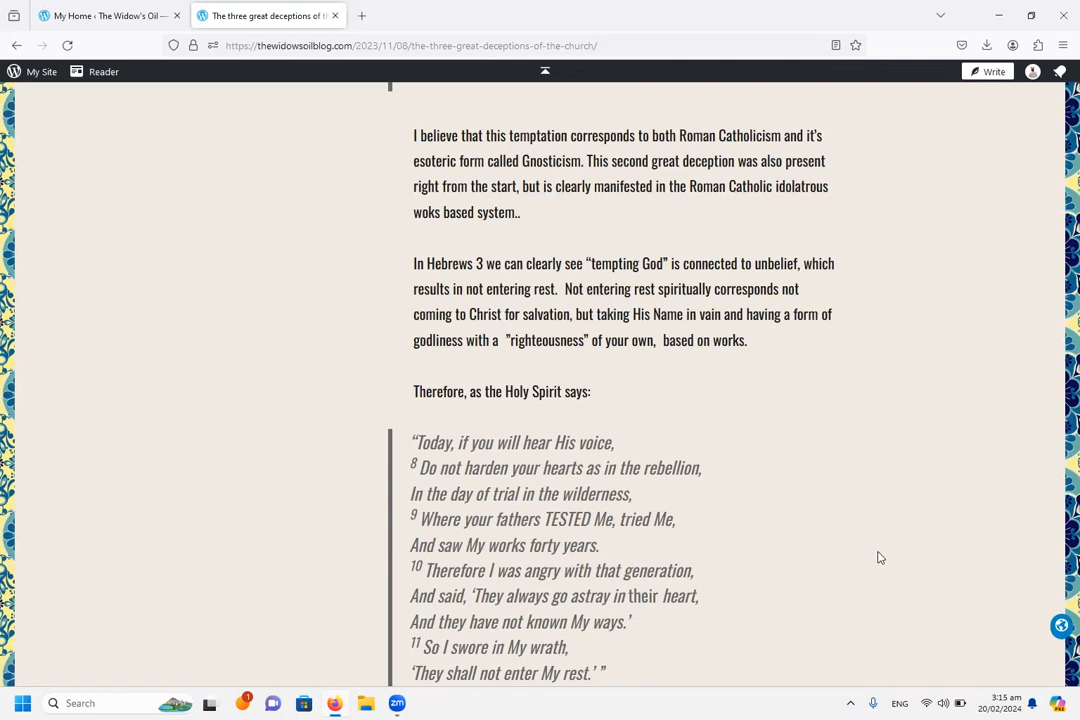 My Home ‹ The Widow's Oil —
The three great deceptions of th
https://thewidowsoilblog.com/2023/11/08/the-three-great-deceptions-of-the-church/
My Site
Reader
Write
I believe that this temptation corresponds to both Roman Catholicism and it's
esoteric form called Gnosticism. This second great deception was also present
right from the start, but is clearly manifested in the Roman Catholic idolatrous
woks based system..
In Hebrews 3 we can clearly see “tempting God” is connected to unbelief, which
results in not entering rest.  Not entering rest spiritually corresponds not
coming to Christ for salvation, but taking His Name in vain and having a form of
godliness with a  ”righteousness” of your own,  based on works.
Therefore, as the Holy Spirit says:
“Today, if you will hear His voice,
8 Do not harden your hearts as in the rebellion,
In the day of trial in the wilderness,
9 Where your fathers TESTED Me, tried Me,
And saw My works forty years.
10 Therefore I was angry with that generation,
And said, ‘They always go astray in their heart,
And they have not known My ways.’
11 So I swore in My wrath,
‘They shall not enter My rest.’ ”
Search
1
zm
ENG
3:15 am
20/02/2024
PRE